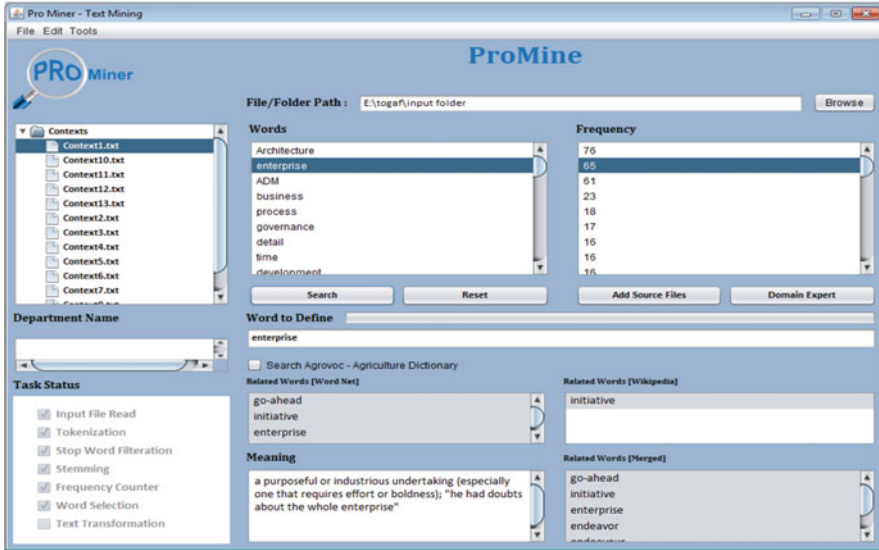 Pro Miner - Text Mining
File Edit Tools
PRO Miner
ProMine
File/Folder Path : E:\togaf\input folder Browse
Contexts
Context1.txt
Context10.txt
Context11.txt
Context12.txt
Context13.txt
Context2.txt
Context3.txt
Context4.txt
Context5.txt
Context6.txt
Context7.txt
Words
Architecture
enterprise
ADM
business
process
governance
detail
time
development
Frequency
76
65
61
23
18
17
16
16
16
Search Reset Add Source Files Domain Expert
Department Name
Word to Define
enterprise
Search Agrovoc - Agriculture Dictionary
Task Status
Input File Read
Tokenization
Stop Word Filteration
Stemming
Frequency Counter
Word Selection
Text Transformation
Related Words [Word Net]
go-ahead
initiative
enterprise
Related Words [Wikipedia]
initiative
Meaning
a purposeful or industrious undertaking (especially
one that requires effort or boldness); "he had doubts
about the whole enterprise"
Related Words [Merged]
go-ahead
initiative
enterprise
endeavor
endeavour